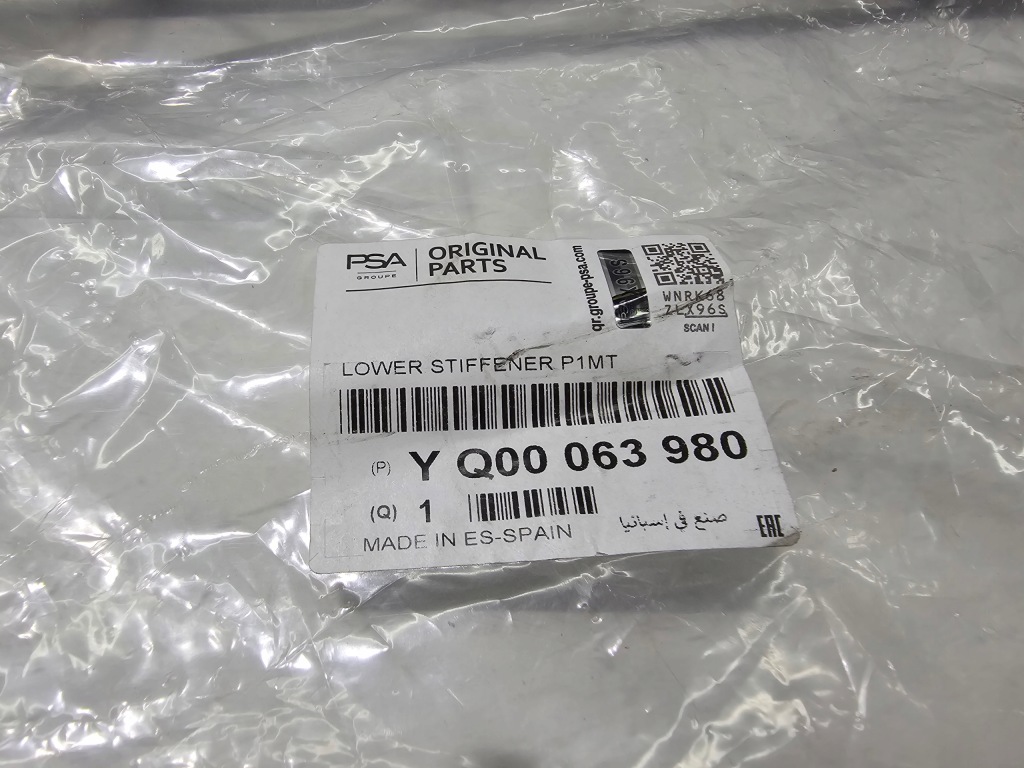 PSA
GROUPE
ORIGINAL
PARTS
qr.groupe-psa.com
WNRK68
7LX96S
SCAN!
LOWER STIFFENER P1MT
(P) Y Q00 063 980
(Q) 1
MADE IN ES-SPAIN
صنع في إسبانيا
EAC